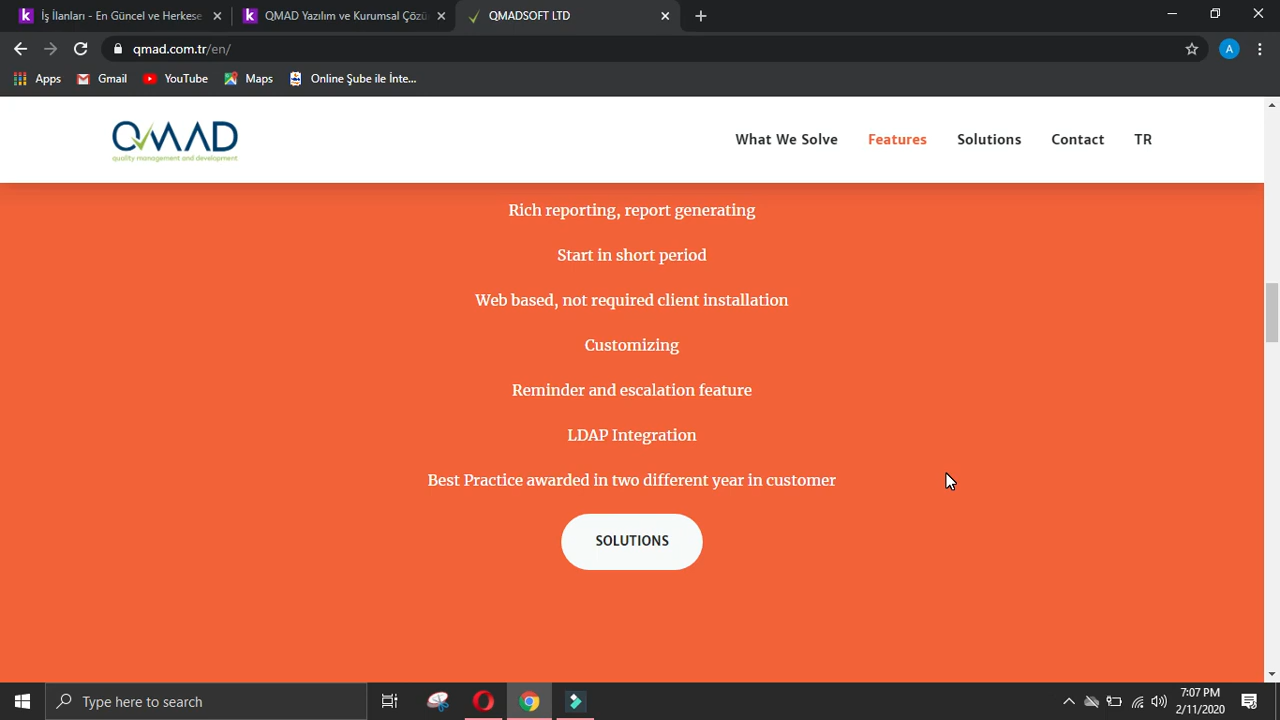 İş İlanları - En Güncel ve Herkese
QMAD Yazılım ve Kurumsal Çözü
QMADSOFT LTD
qmad.com.tr/en/
A
Apps
Gmail
YouTube
Maps
Online Şube ile İnte...
QMAD
quality management and development
What We Solve
Features
Solutions
Contact
TR
Rich reporting, report generating
Start in short period
Web based, not required client installation
Customizing
Reminder and escalation feature
LDAP Integration
Best Practice awarded in two different year in customer
SOLUTIONS
Type here to search
7:07 PM
2/11/2020